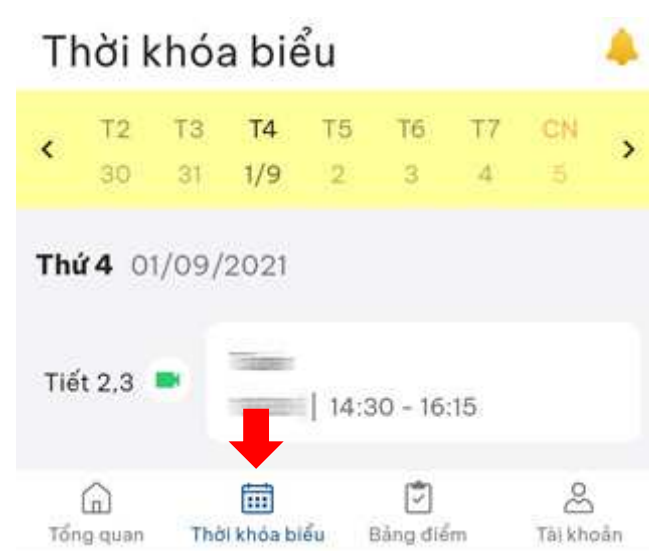 Thời khóa biểu
T2 T3 T4 T5 T6 T7 CN
30 31 1/9 2 3 4 5
Thứ 4 01/09/2021
Tiết 2,3
| 14:30 - 16:15
Tổng quan Thời khóa biểu Bảng điểm Tài khoản